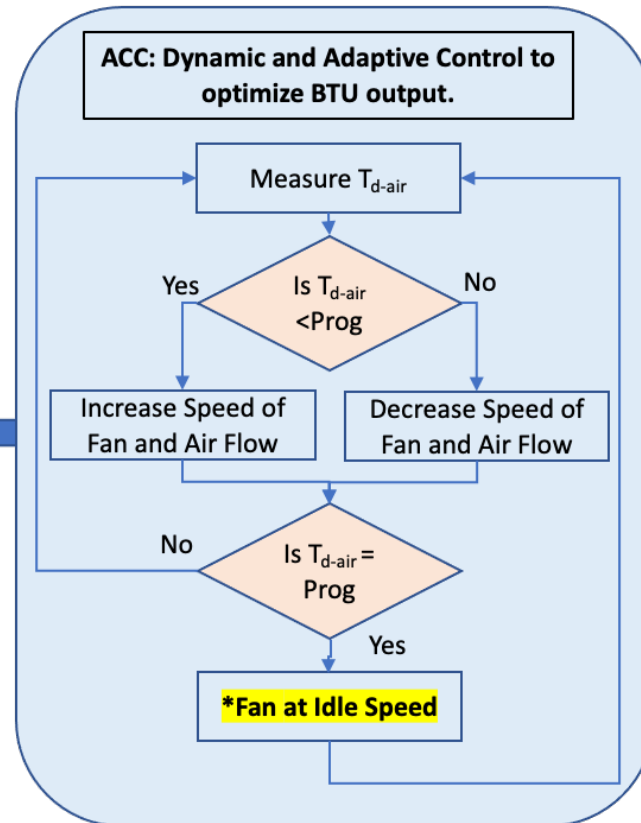 ACC: Dynamic and Adaptive Control to
optimize BTU output.
Measure Td-air
Yes
No
Is Td-air
<Prog
Increase Speed of
Fan and Air Flow
Decrease Speed of
Fan and Air Flow
No
Is Td-air =
Prog
Yes
*Fan at Idle Speed